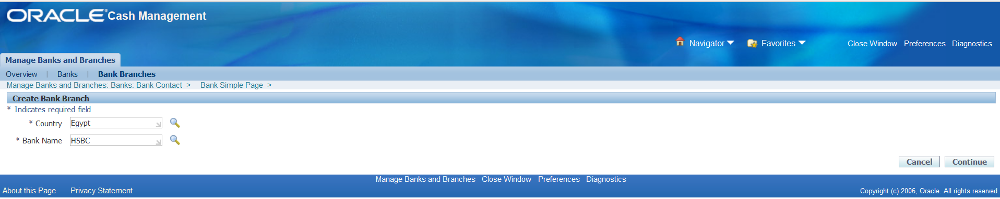 ORACLE Cash Management
Navigator Favorites Close Window Preferences Diagnostics
Manage Banks and Branches
Overview | Banks | Bank Branches
Manage Banks and Branches: Banks: Bank Contact > Bank Simple Page >
Create Bank Branch
* Indicates required field
* Country Egypt
* Bank Name HSBC
Cancel Continue
Manage Banks and Branches Close Window Preferences Diagnostics
About this Page Privacy Statement Copyright (c) 2006, Oracle. All rights reserved.